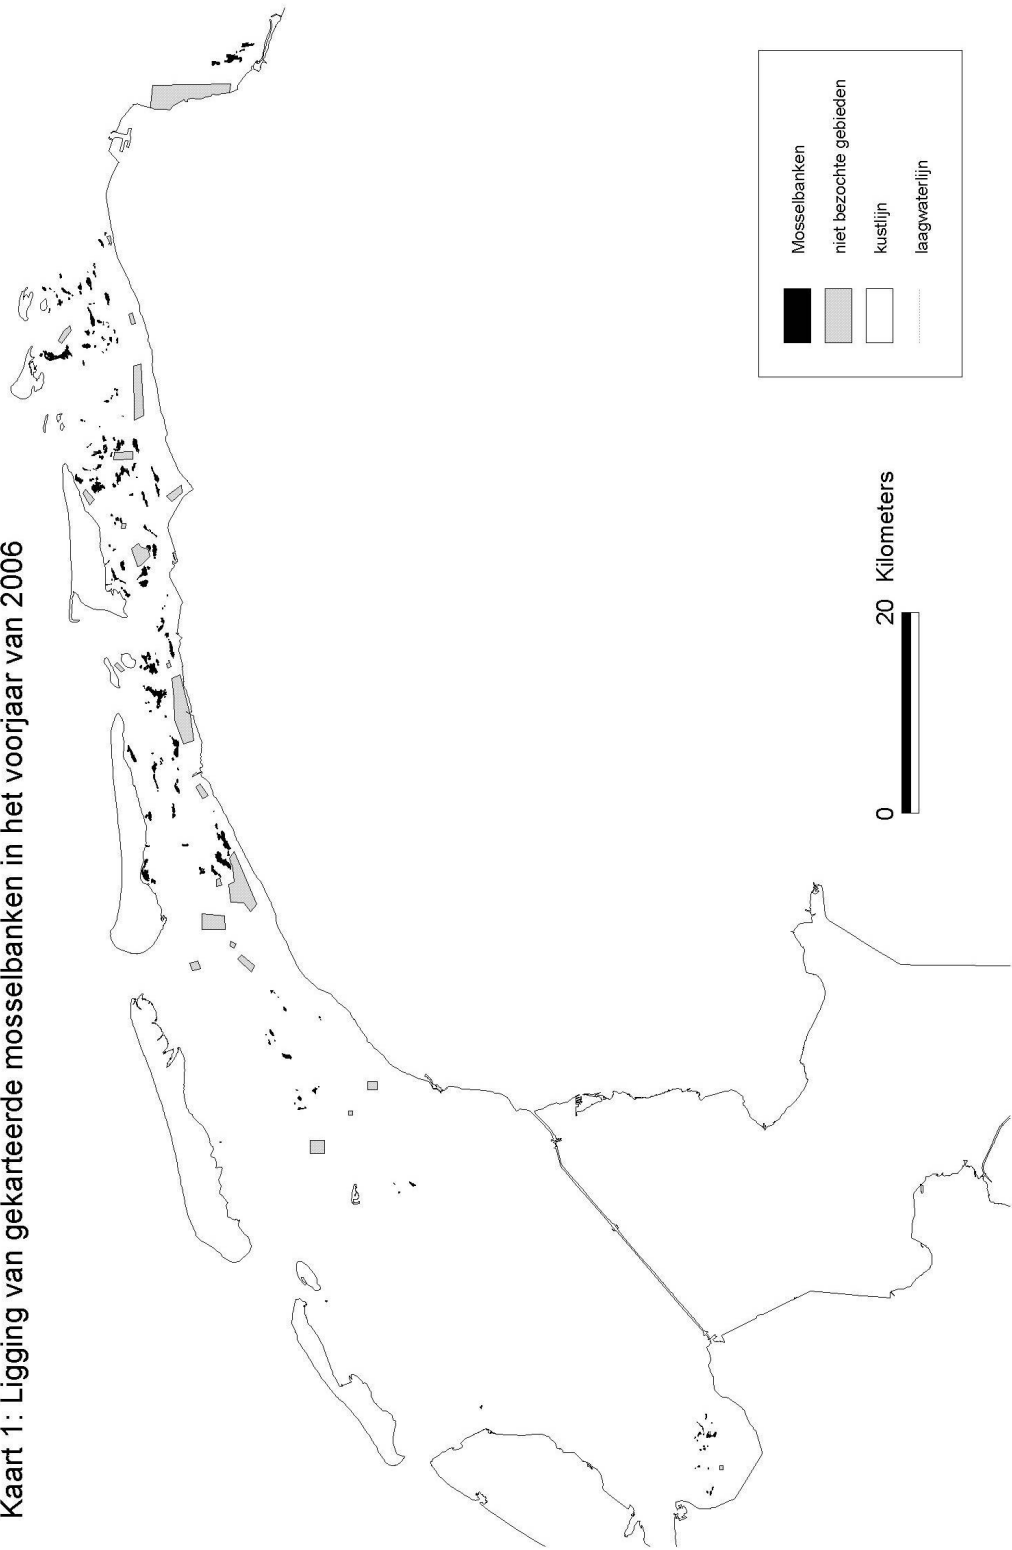 Kaart 1: Ligging van gekarteerde mosselbanken in het voorjaar van 2006
Mosselbanken
niet bezochte gebieden
kustlijn
laagwaterlijn
0 20 Kilometers